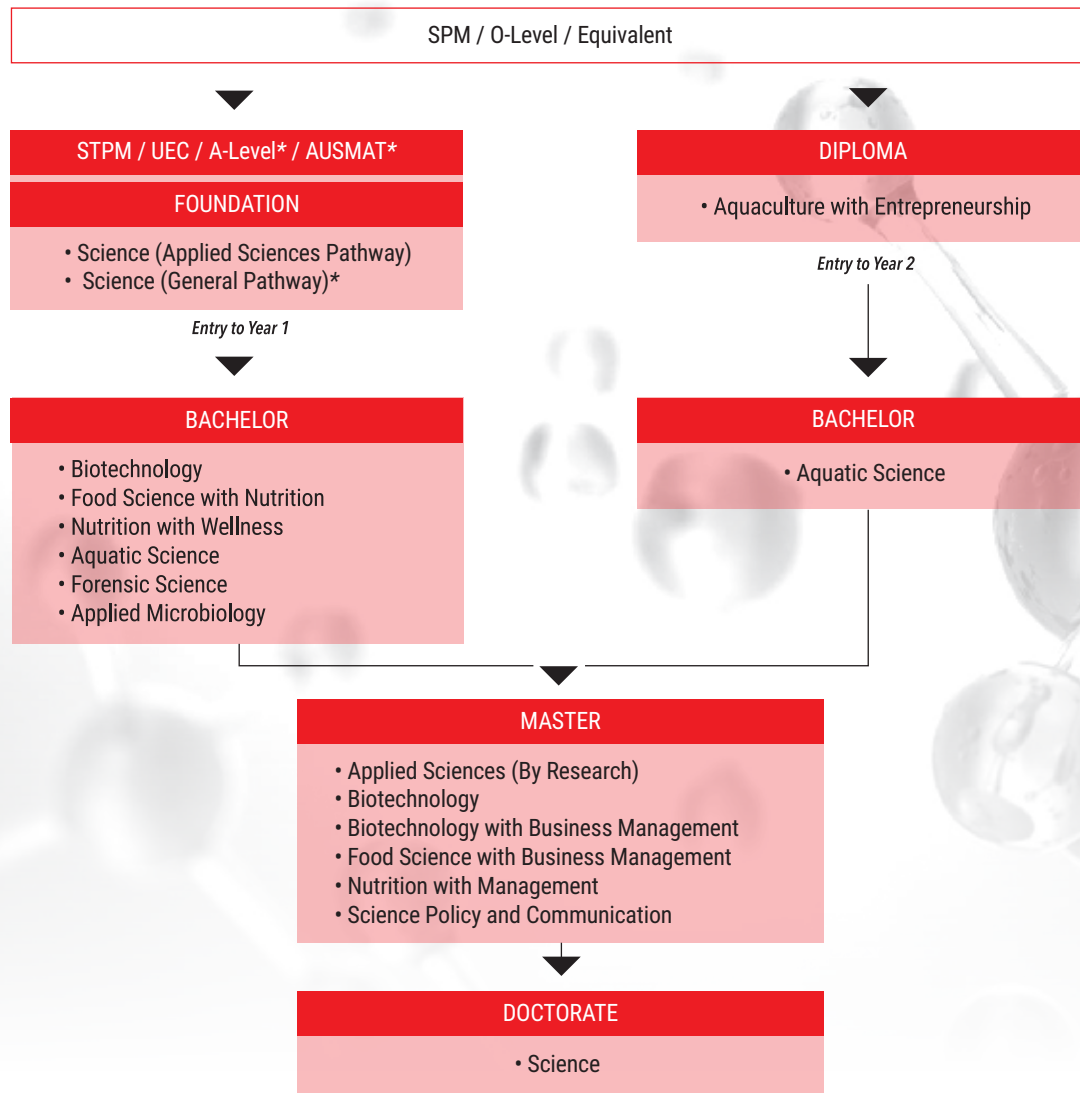 SPM / O-Level / Equivalent
STPM / UEC / A-Level* / AUSMAT*
FOUNDATION
• Science (Applied Sciences Pathway)
• Science (General Pathway)*
Entry to Year 1
BACHELOR
• Biotechnology
• Food Science with Nutrition
• Nutrition with Wellness
• Aquatic Science
• Forensic Science
• Applied Microbiology
DIPLOMA
• Aquaculture with Entrepreneurship
Entry to Year 2
BACHELOR
• Aquatic Science
MASTER
• Applied Sciences (By Research)
• Biotechnology
• Biotechnology with Business Management
• Food Science with Business Management
• Nutrition with Management
• Science Policy and Communication
DOCTORATE
• Science